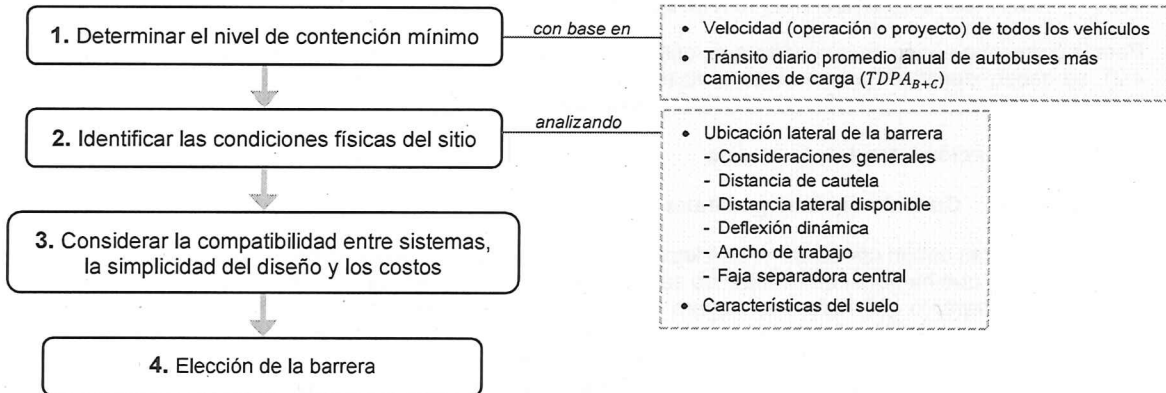 1. Determinar el nivel de contención mínimo
con base en
• Velocidad (operación o proyecto) de todos los vehículos
• Tránsito diario promedio anual de autobuses más
camiones de carga (TDPA_{B+C})
2. Identificar las condiciones físicas del sitio
analizando
• Ubicación lateral de la barrera
- Consideraciones generales
- Distancia de cautela
- Distancia lateral disponible
- Deflexión dinámica
- Ancho de trabajo
- Faja separadora central
• Características del suelo
3. Considerar la compatibilidad entre sistemas,
la simplicidad del diseño y los costos
4. Elección de la barrera